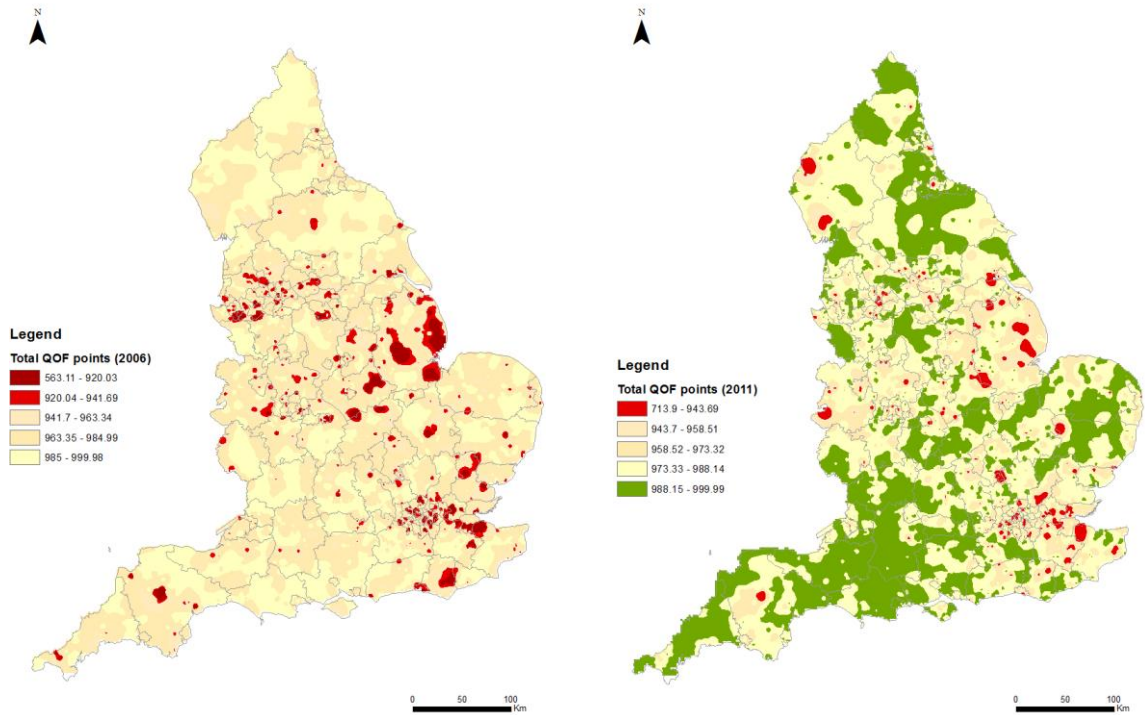 N
Legend
Total QOF points (2006)
563.11 - 920.03
920.04 - 941.69
941.7 - 963.34
963.35 - 984.99
985 - 999.98
0 50 100
Km
N
Legend
Total QOF points (2011)
713.9 - 943.69
943.7 - 958.51
958.52 - 973.32
973.33 - 988.14
988.15 - 999.99
0 50 100
Km